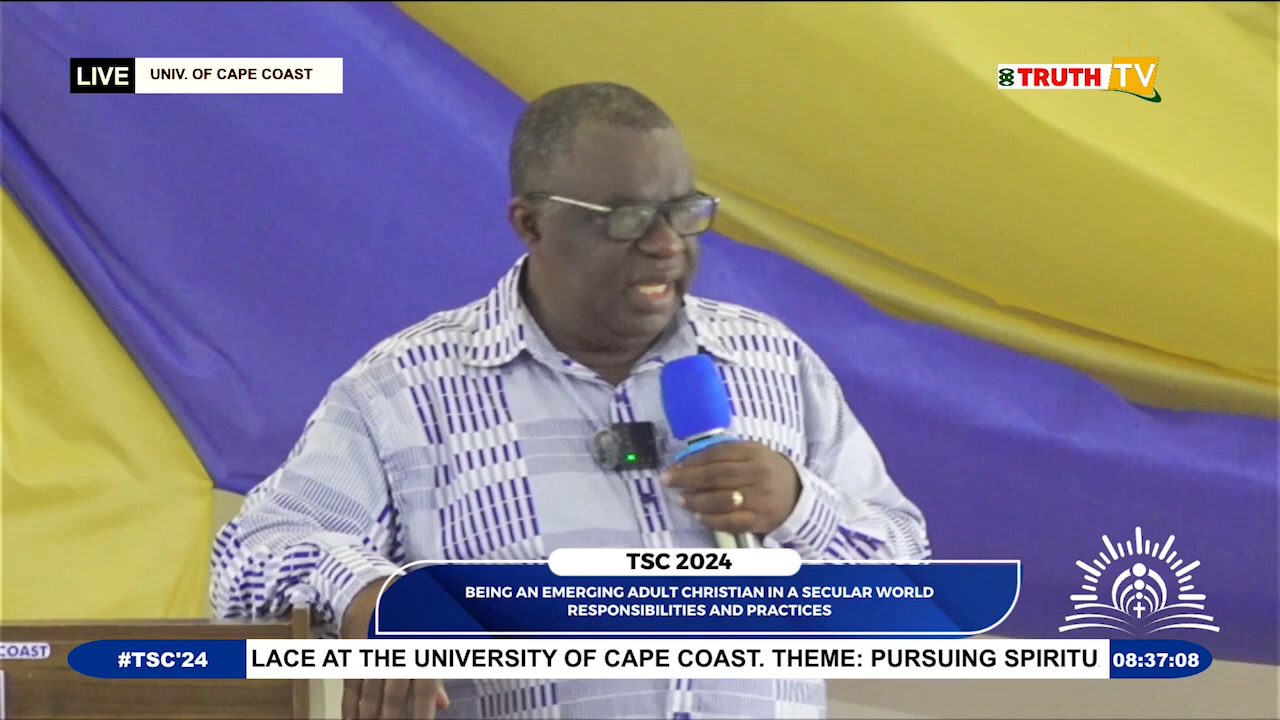 LIVE UNIV. OF CAPE COAST
TRUTH TV
TSC 2024
BEING AN EMERGING ADULT CHRISTIAN IN A SECULAR WORLD
RESPONSIBILITIES AND PRACTICES
COAST
#TSC'24 LACE AT THE UNIVERSITY OF CAPE COAST. THEME: PURSUING SPIRITU 08:37:08